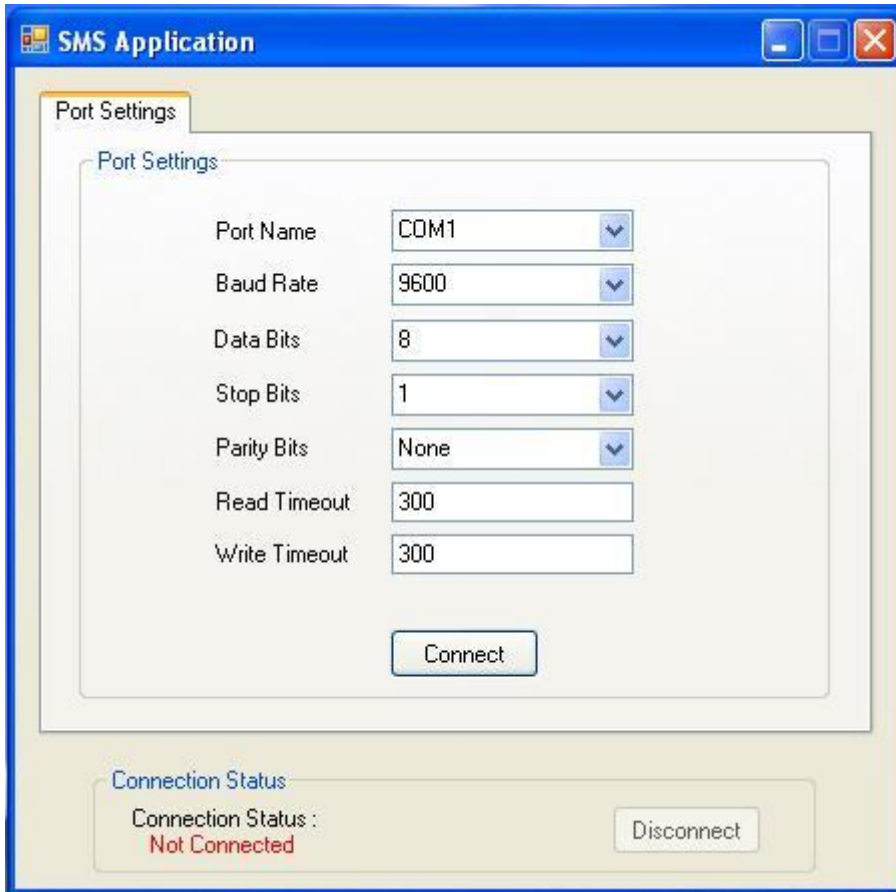 SMS Application
Port Settings
Port Settings
Port Name COM1
Baud Rate 9600
Data Bits 8
Stop Bits 1
Parity Bits None
Read Timeout 300
Write Timeout 300
Connect
Connection Status
Connection Status :
Not Connected
Disconnect